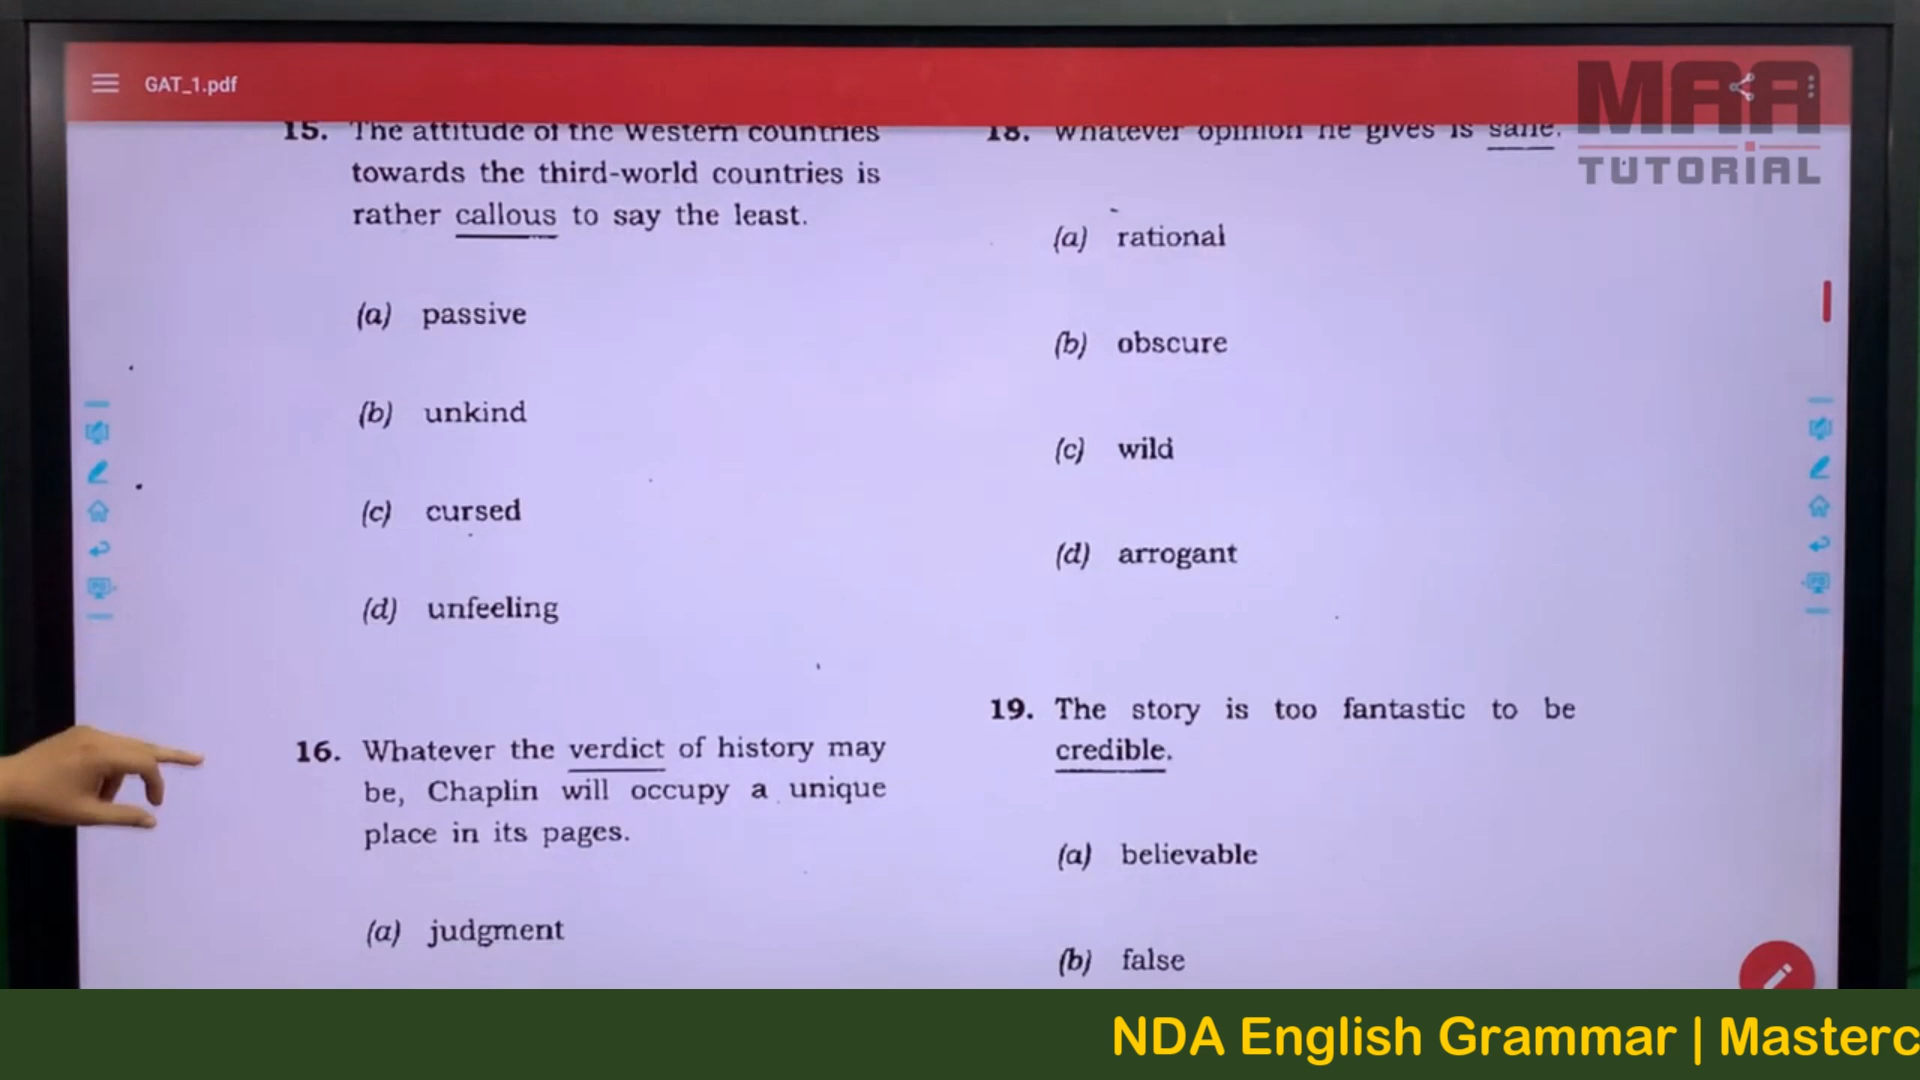 GAT_1.pdf
MAA
TUTORIAL
15. The attitude of the Western countries
towards the third-world countries is
rather callous to say the least.
(a) passive
(b) unkind
(c) cursed
(d) unfeeling
16. Whatever the verdict of history may
be, Chaplin will occupy a unique
place in its pages.
(a) judgment
18. Whatever opinion he gives is sane.
(a) rational
(b) obscure
(c) wild
(d) arrogant
19. The story is too fantastic to be
credible.
(a) believable
(b) false
NDA English Grammar | Masterc